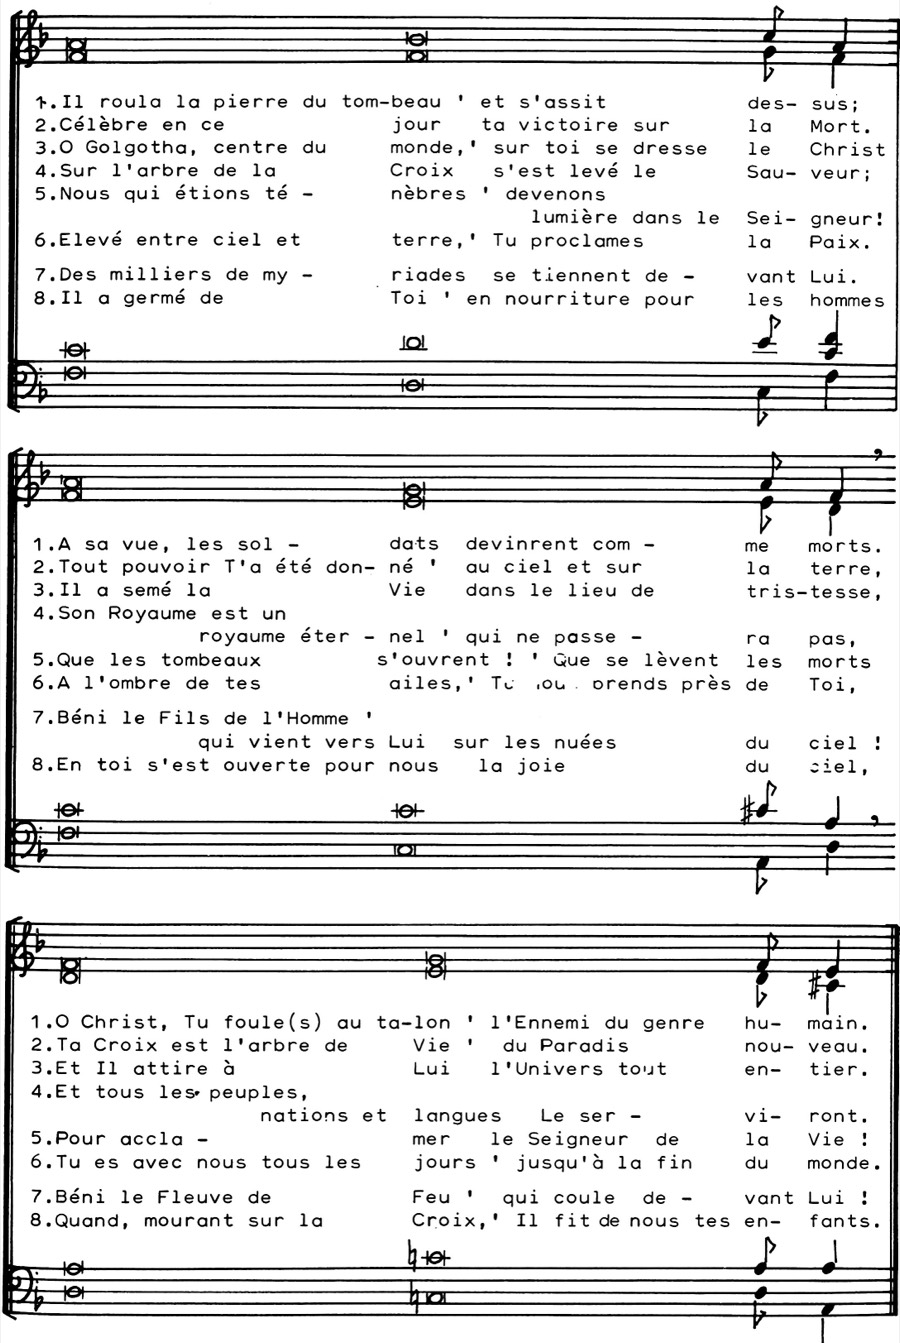 1.Il roula la pierre du tom-beau ' et s'assit des- sus;
2.Célèbre en ce jour ta victoire sur la Mort.
3.O Golgotha, centre du monde,' sur toi se dresse le Christ
4.Sur l'arbre de la Croix s'est levé le Sau- veur;
5.Nous qui étions té - nèbres ' devenons
lumière dans le Sei- gneur!
6.Elevé entre ciel et terre,' Tu proclames la Paix.
7.Des milliers de my - riades se tiennent de - vant Lui.
8.Il a germé de Toi ' en nourriture pour les hommes
1.A sa vue, les sol - dats devinrent com - me morts.
2.Tout pouvoir T'a été don- né ' au ciel et sur la terre,
3.Il a semé la Vie dans le lieu de tris-tesse,
4.Son Royaume est un
royaume éter - nel ' qui ne passe - ra pas,
5.Que les tombeaux s'ouvrent ! ' Que se lèvent les morts
6.A l'ombre de tes ailes,' prends près de Toi,
7.Béni le Fils de l'Homme '
qui vient vers Lui sur les nuées du ciel !
8.En toi s'est ouverte pour nous la joie du ciel,
1.O Christ, Tu foule(s) au ta-lon ' l'Ennemi du genre hu- main.
2.Ta Croix est l'arbre de Vie ' du Paradis nou- veau.
3.Et Il attire à Lui l'Univers tout en- tier.
4.Et tous les peuples,
nations et langues Le ser - vi- ront.
5.Pour accla - mer le Seigneur de la Vie !
6.Tu es avec nous tous les jours ' jusqu'à la fin du monde.
7.Béni le Fleuve de Feu ' qui coule de - vant Lui !
8.Quand, mourant sur la Croix,' Il fit de nous tes en- fants.